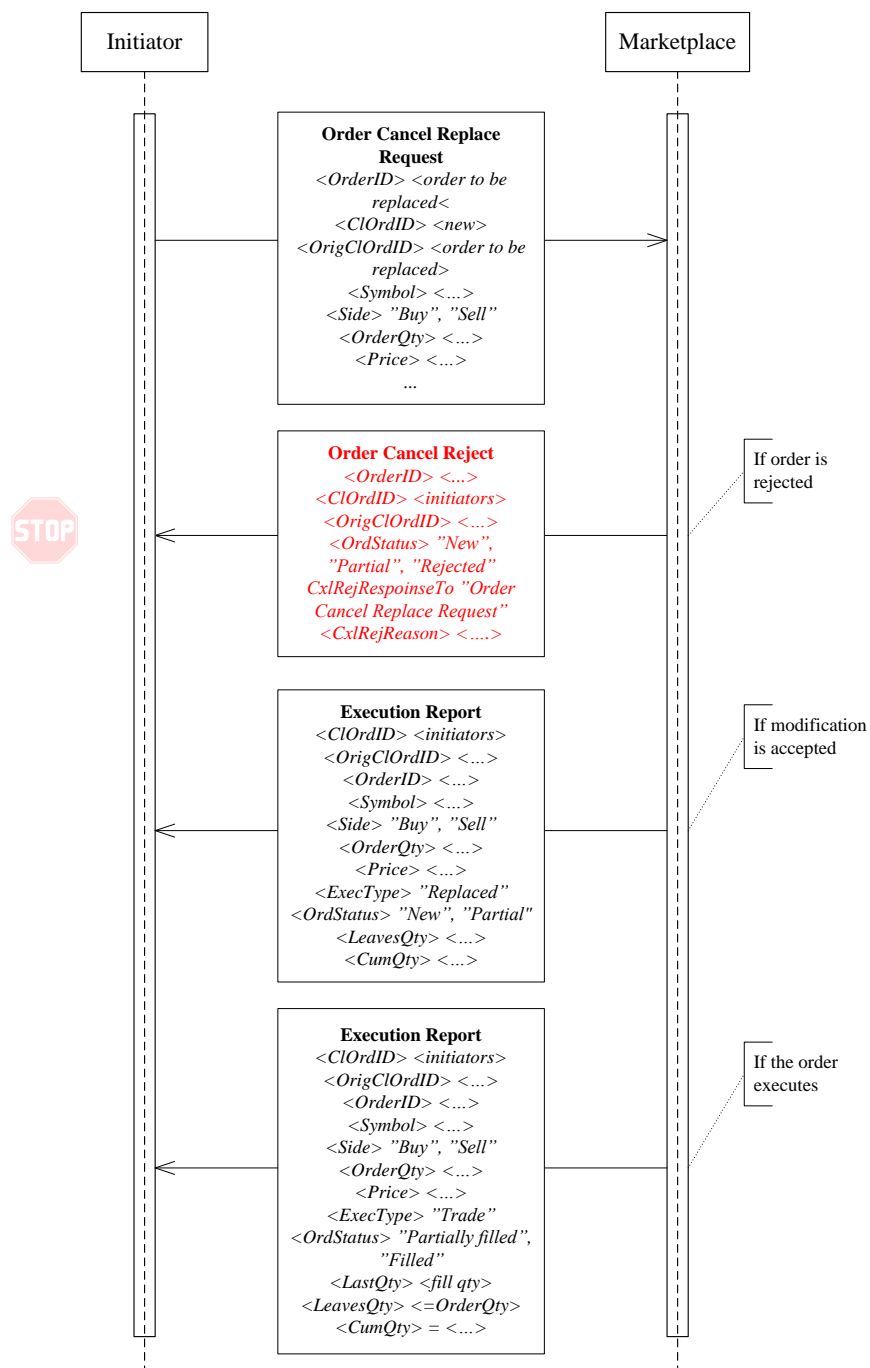 Initiator
Marketplace
Order Cancel Replace
Request
<OrderID> <order to be
replaced<
<ClOrdID> <new>
<OrigClOrdID> <order to be
replaced>
<Symbol> <...>
<Side> ”Buy”, ”Sell”
<OrderQty> <...>
<Price> <...>
...
Order Cancel Reject
<OrderID> <...>
<ClOrdID> <initiators>
<OrigClOrdID> <...>
<OrdStatus> ”New”,
”Partial”, ”Rejected”
CxlRejRespoinseTo ”Order
Cancel Replace Request”
<CxlRejReason> <....>
If order is
rejected
STOP
Execution Report
<ClOrdID> <initiators>
<OrigClOrdID> <...>
<OrderID> <...>
<Symbol> <...>
<Side> ”Buy”, ”Sell”
<OrderQty> <...>
<Price> <...>
<ExecType> ”Replaced”
<OrdStatus> ”New”, ”Partial"
<LeavesQty> <...>
<CumQty> <...>
If modification
is accepted
Execution Report
<ClOrdID> <initiators>
<OrigClOrdID> <...>
<OrderID> <...>
<Symbol> <...>
<Side> ”Buy”, ”Sell”
<OrderQty> <...>
<Price> <...>
<ExecType> ”Trade”
<OrdStatus> ”Partially filled”,
”Filled”
<LastQty> <fill qty>
<LeavesQty> <=OrderQty>
<CumQty> = <...>
If the order
executes